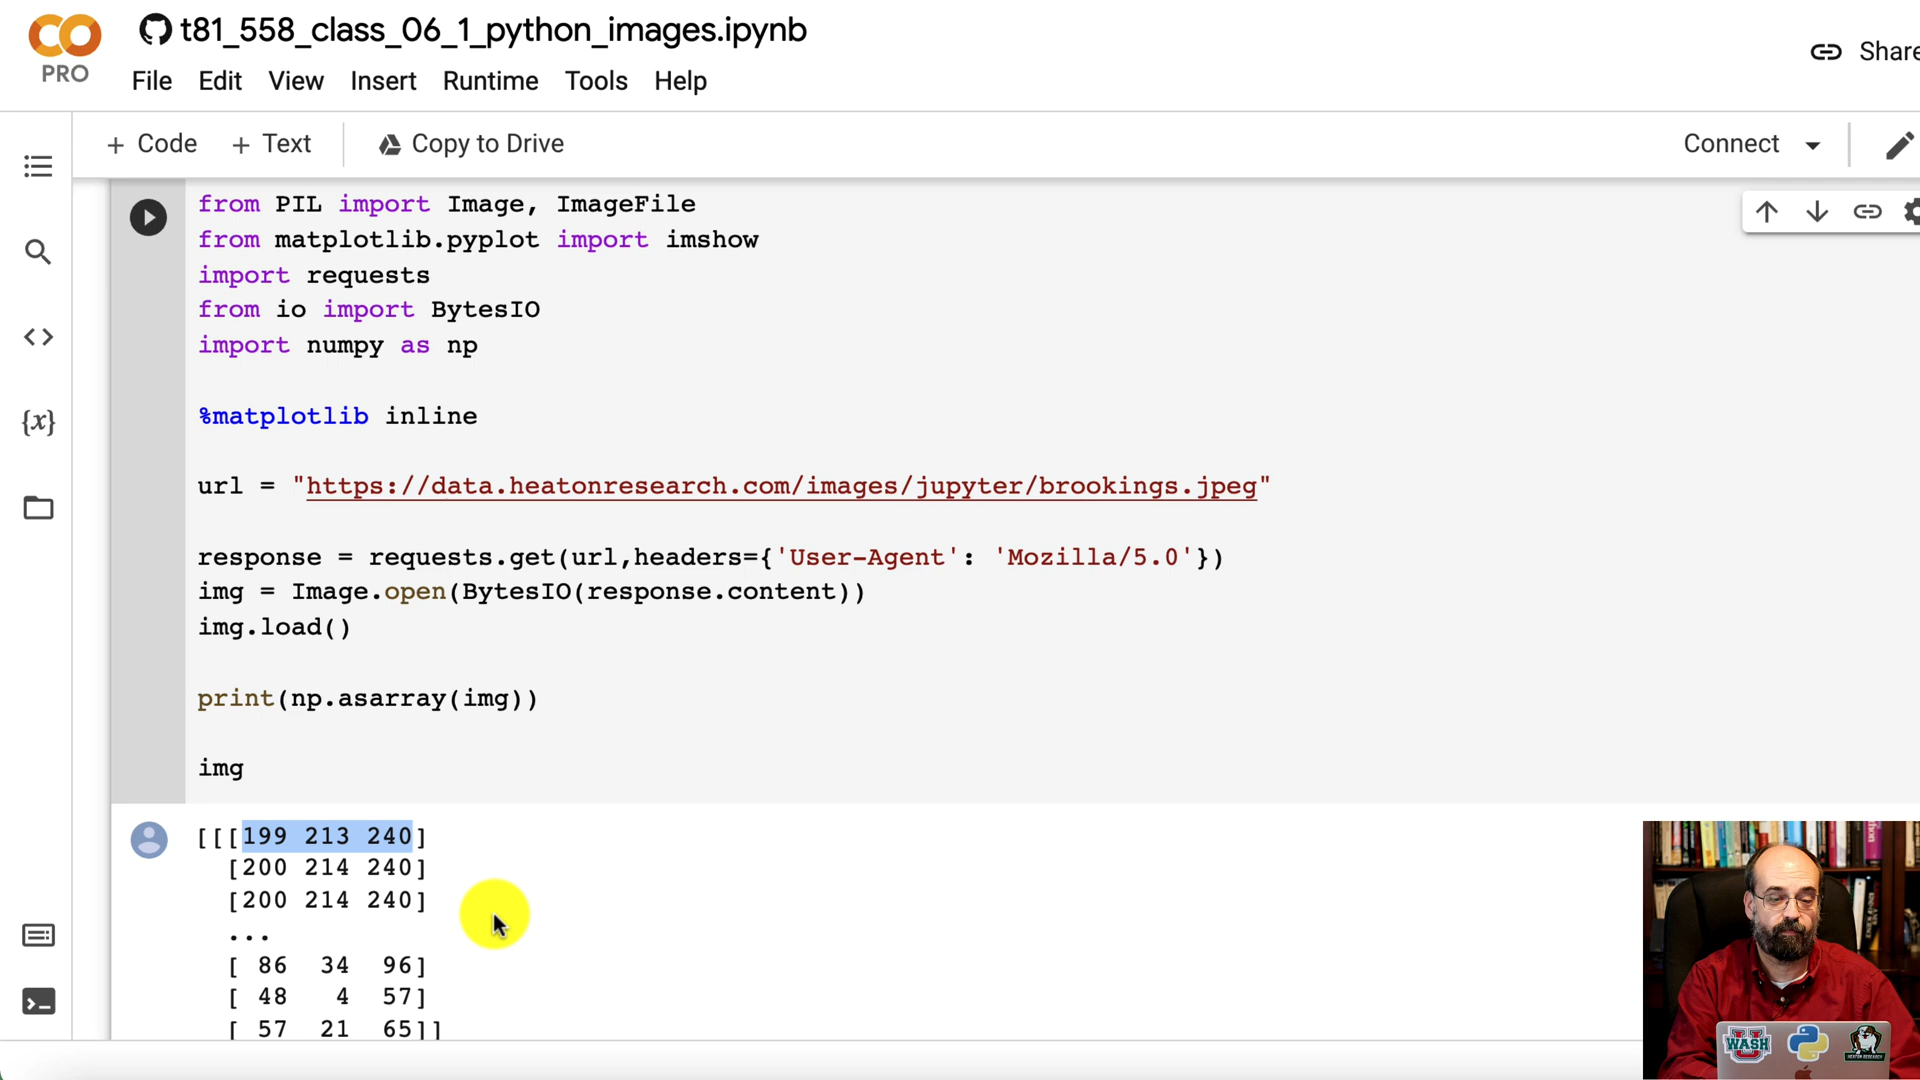 CO
PRO
t81_558_class_06_1_python_images.ipynb
Share
File Edit View Insert Runtime Tools Help
+ Code + Text Copy to Drive
Connect
from PIL import Image, ImageFile
from matplotlib.pyplot import imshow
import requests
from io import BytesIO
import numpy as np
%matplotlib inline
url = "https://data.heatonresearch.com/images/jupyter/brookings.jpeg"
response = requests.get(url,headers={'User-Agent': 'Mozilla/5.0'})
img = Image.open(BytesIO(response.content))
img.load()
print(np.asarray(img))
img
[[[199 213 240]
[200 214 240]
[200 214 240]
...
[ 86 34 96]
[ 48 4 57]
[ 57 21 65]]
{x}
WASH